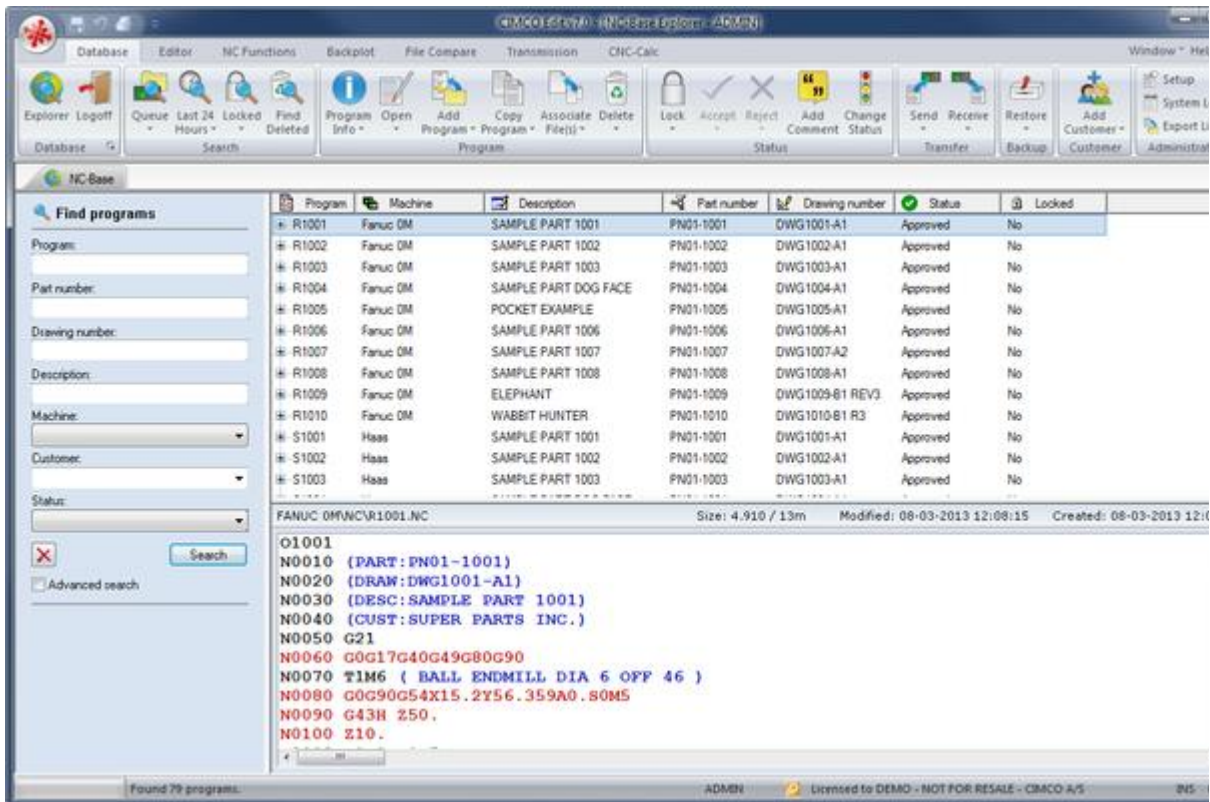 CIMCO Edit v7.0 - [NC-Base Explorer - ADMIN]
Database Editor NC Functions Backplot File Compare Transmission CNC-Calc Window Hel
Explorer Logoff Queue Last 24 Hours Locked Find Deleted Program Info Open Add Program Copy Program Associate File(s) Delete Lock Accept Reject Add Comment Change Status Send Receive Restore Add Customer Setup
System L
Export Li
Database Search Program Status Transfer Backup Customer Administrat
NC-Base
Find programs
Program:
Part number:
Drawing number:
Description:
Machine:
Customer:
Status:
Search
Advanced search
Program Machine Description Part number Drawing number Status Locked
R1001 Fanuc 0M SAMPLE PART 1001 PN01-1001 DWG1001-A1 Approved No
R1002 Fanuc 0M SAMPLE PART 1002 PN01-1002 DWG1002-A1 Approved No
R1003 Fanuc 0M SAMPLE PART 1003 PN01-1003 DWG1003-A1 Approved No
R1004 Fanuc 0M SAMPLE PART DOG FACE PN01-1004 DWG1004-A1 Approved No
R1005 Fanuc 0M POCKET EXAMPLE PN01-1005 DWG1005-A1 Approved No
R1006 Fanuc 0M SAMPLE PART 1006 PN01-1006 DWG1006-A1 Approved No
R1007 Fanuc 0M SAMPLE PART 1007 PN01-1007 DWG1007-A2 Approved No
R1008 Fanuc 0M SAMPLE PART 1008 PN01-1008 DWG1008-A1 Approved No
R1009 Fanuc 0M ELEPHANT PN01-1009 DWG1009-B1 REV3 Approved No
R1010 Fanuc 0M WABBIT HUNTER PN01-1010 DWG1010-B1 R3 Approved No
S1001 Haas SAMPLE PART 1001 PN01-1001 DWG1001-A1 Approved No
S1002 Haas SAMPLE PART 1002 PN01-1002 DWG1002-A1 Approved No
S1003 Haas SAMPLE PART 1003 PN01-1003 DWG1003-A1 Approved No
FANUC 0M\NC\R1001.NC Size: 4.910 / 13m Modified: 08-03-2013 12:08:15 Created: 08-03-2013 12:0
O1001
N0010 (PART:PN01-1001)
N0020 (DRAW:DWG1001-A1)
N0030 (DESC:SAMPLE PART 1001)
N0040 (CUST:SUPER PARTS INC.)
N0050 G21
N0060 G0G17G40G49G80G90
N0070 T1M6 ( BALL ENDMILL DIA 6 OFF 46 )
N0080 G0G90G54X15.2Y56.359A0.S0M5
N0090 G43H Z50.
N0100 Z10.
Found 79 programs. ADMIN Licensed to DEMO - NOT FOR RESALE - CIMCO A/S INS